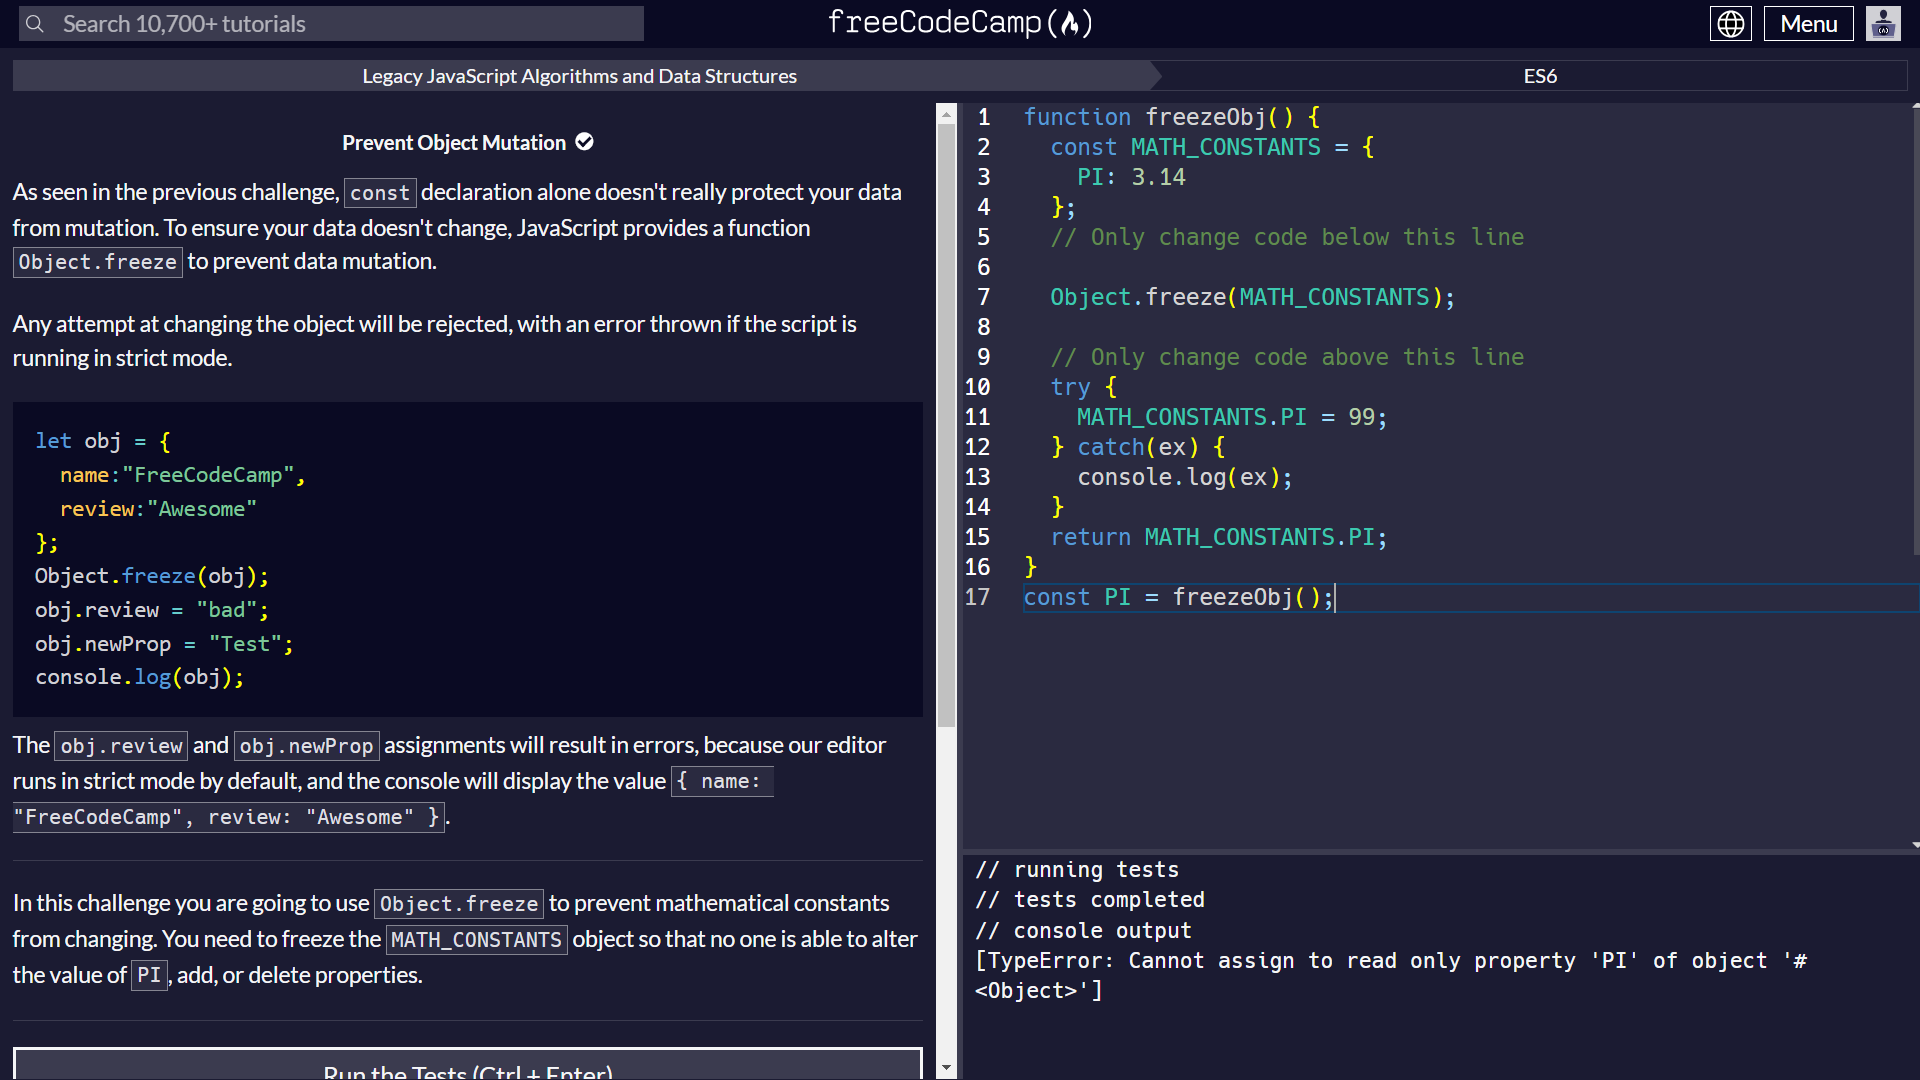 Search 10,700+ tutorials
freeCodeCamp
Menu
Legacy JavaScript Algorithms and Data Structures
ES6
Prevent Object Mutation
As seen in the previous challenge, const declaration alone doesn't really protect your data
from mutation. To ensure your data doesn't change, JavaScript provides a function
Object.freeze to prevent data mutation.
Any attempt at changing the object will be rejected, with an error thrown if the script is
running in strict mode.
let obj = {
  name:"FreeCodeCamp",
  review:"Awesome"
};
Object.freeze(obj);
obj.review = "bad";
obj.newProp = "Test";
console.log(obj);
The obj.review and obj.newProp assignments will result in errors, because our editor
runs in strict mode by default, and the console will display the value { name:
"FreeCodeCamp", review: "Awesome" }.
In this challenge you are going to use Object.freeze to prevent mathematical constants
from changing. You need to freeze the MATH_CONSTANTS object so that no one is able to alter
the value of PI, add, or delete properties.
Run the Tests (Ctrl + Enter)
1 function freezeObj() {
2   const MATH_CONSTANTS = {
3     PI: 3.14
4   };
5   // Only change code below this line
6
7   Object.freeze(MATH_CONSTANTS);
8
9   // Only change code above this line
10   try {
11     MATH_CONSTANTS.PI = 99;
12   } catch(ex) {
13     console.log(ex);
14   }
15   return MATH_CONSTANTS.PI;
16 }
17 const PI = freezeObj();
// running tests
// tests completed
// console output
[TypeError: Cannot assign to read only property 'PI' of object '#
<Object>']